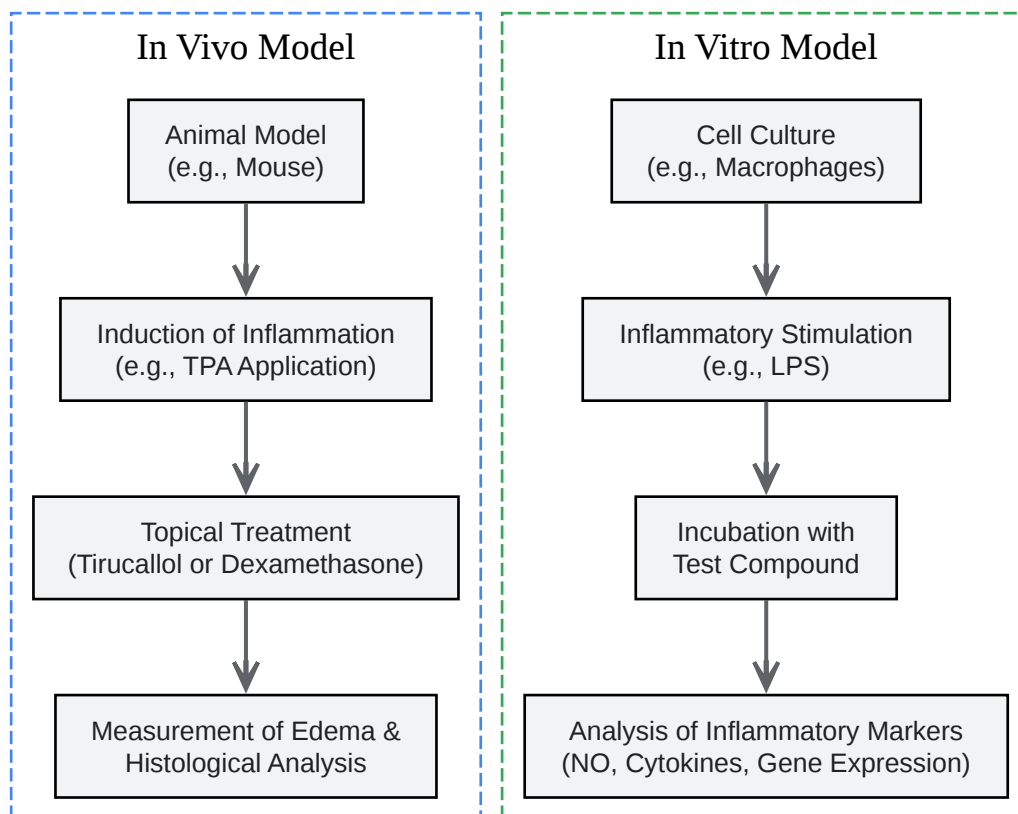 In Vivo Model
Animal Model
(e.g., Mouse)
Induction of Inflammation
(e.g., TPA Application)
Topical Treatment
(Tirucallol or Dexamethasone)
Measurement of Edema &
Histological Analysis
In Vitro Model
Cell Culture
(e.g., Macrophages)
Inflammatory Stimulation
(e.g., LPS)
Incubation with
Test Compound
Analysis of Inflammatory Markers
(NO, Cytokines, Gene Expression)